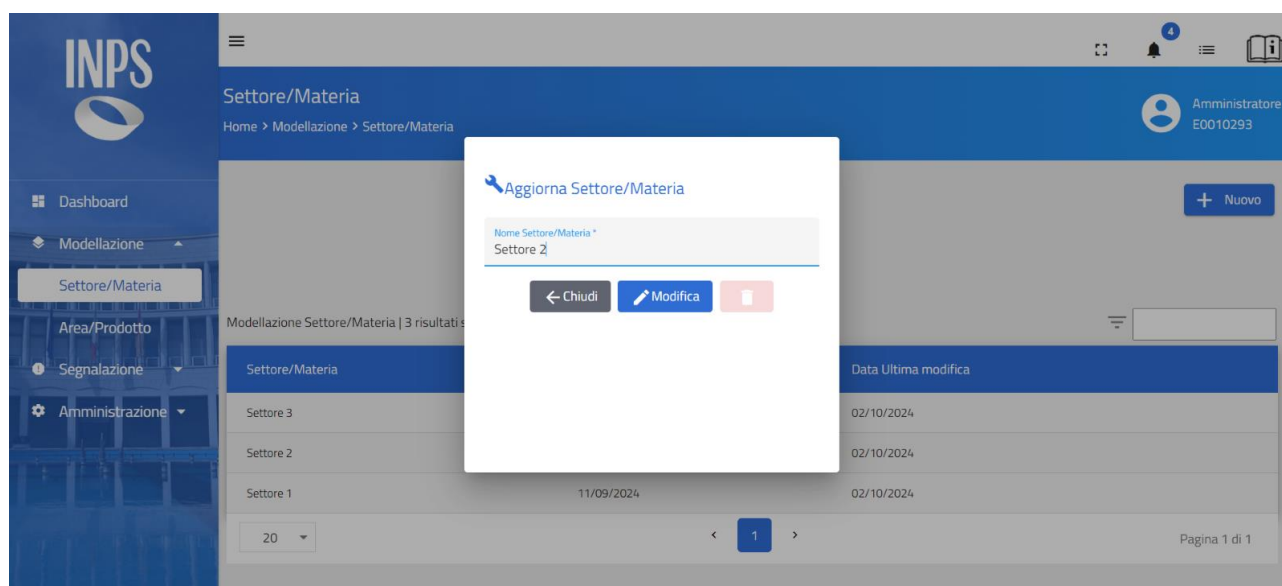 INPS
4
Settore/Materia
Home > Modellazione > Settore/Materia
Amministratore
E0010293
Dashboard
Modellazione
Settore/Materia
Area/Prodotto
Segnalazione
Amministrazione
+ Nuovo
Aggiorna Settore/Materia
Nome Settore/Materia *
Settore 2
Chiudi
Modifica
Modellazione Settore/Materia | 3 risultati
Settore/Materia Data Ultima modifica
Settore 3 02/10/2024
Settore 2 02/10/2024
Settore 1 11/09/2024 02/10/2024
20 < 1 > Pagina 1 di 1